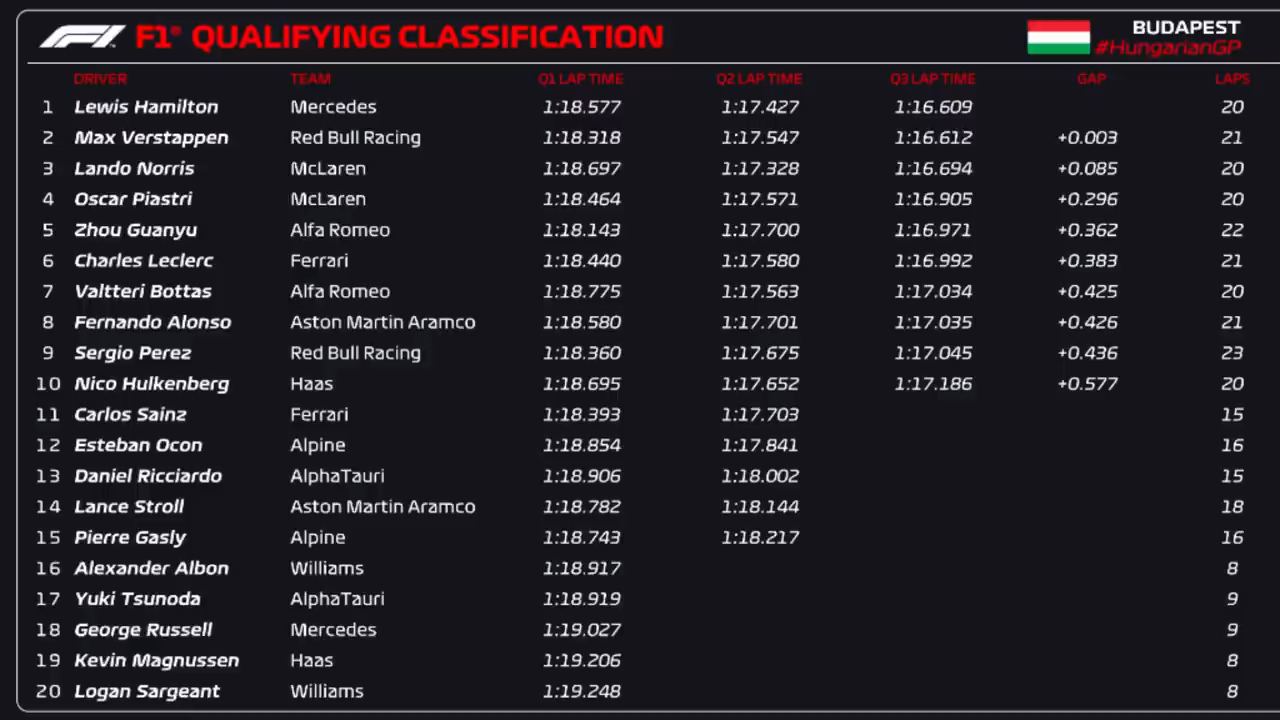 F1® QUALIFYING CLASSIFICATION BUDAPEST
#HungarianGP
DRIVER TEAM Q1 LAP TIME Q2 LAP TIME Q3 LAP TIME GAP LAPS
1 Lewis Hamilton Mercedes 1:18.577 1:17.427 1:16.609 20
2 Max Verstappen Red Bull Racing 1:18.318 1:17.547 1:16.612 +0.003 21
3 Lando Norris McLaren 1:18.697 1:17.328 1:16.694 +0.085 20
4 Oscar Piastri McLaren 1:18.464 1:17.571 1:16.905 +0.296 20
5 Zhou Guanyu Alfa Romeo 1:18.143 1:17.700 1:16.971 +0.362 22
6 Charles Leclerc Ferrari 1:18.440 1:17.580 1:16.992 +0.383 21
7 Valtteri Bottas Alfa Romeo 1:18.775 1:17.563 1:17.034 +0.425 20
8 Fernando Alonso Aston Martin Aramco 1:18.580 1:17.701 1:17.035 +0.426 21
9 Sergio Perez Red Bull Racing 1:18.360 1:17.675 1:17.045 +0.436 23
10 Nico Hulkenberg Haas 1:18.695 1:17.652 1:17.186 +0.577 20
11 Carlos Sainz Ferrari 1:18.393 1:17.703 15
12 Esteban Ocon Alpine 1:18.854 1:17.841 16
13 Daniel Ricciardo AlphaTauri 1:18.906 1:18.002 15
14 Lance Stroll Aston Martin Aramco 1:18.782 1:18.144 18
15 Pierre Gasly Alpine 1:18.743 1:18.217 16
16 Alexander Albon Williams 1:18.917 8
17 Yuki Tsunoda AlphaTauri 1:18.919 9
18 George Russell Mercedes 1:19.027 9
19 Kevin Magnussen Haas 1:19.206 8
20 Logan Sargeant Williams 1:19.248 8